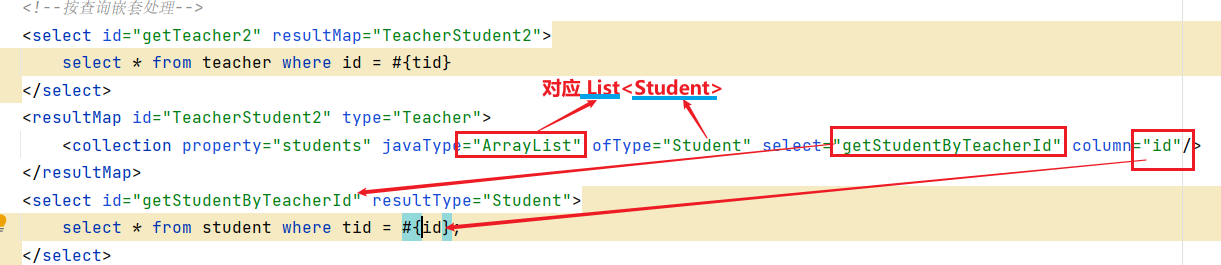 <!--按查询嵌套处理-->
<select id="getTeacher2" resultMap="TeacherStudent2">
select * from teacher where id = #{tid}
</select>
对应 List<Student>
<resultMap id="TeacherStudent2" type="Teacher">
<collection property="students" javaType="ArrayList" ofType="Student" select="getStudentByTeacherId" column="id"/>
</resultMap>
<select id="getStudentByTeacherId" resultType="Student">
select * from student where tid = #{id};
</select>